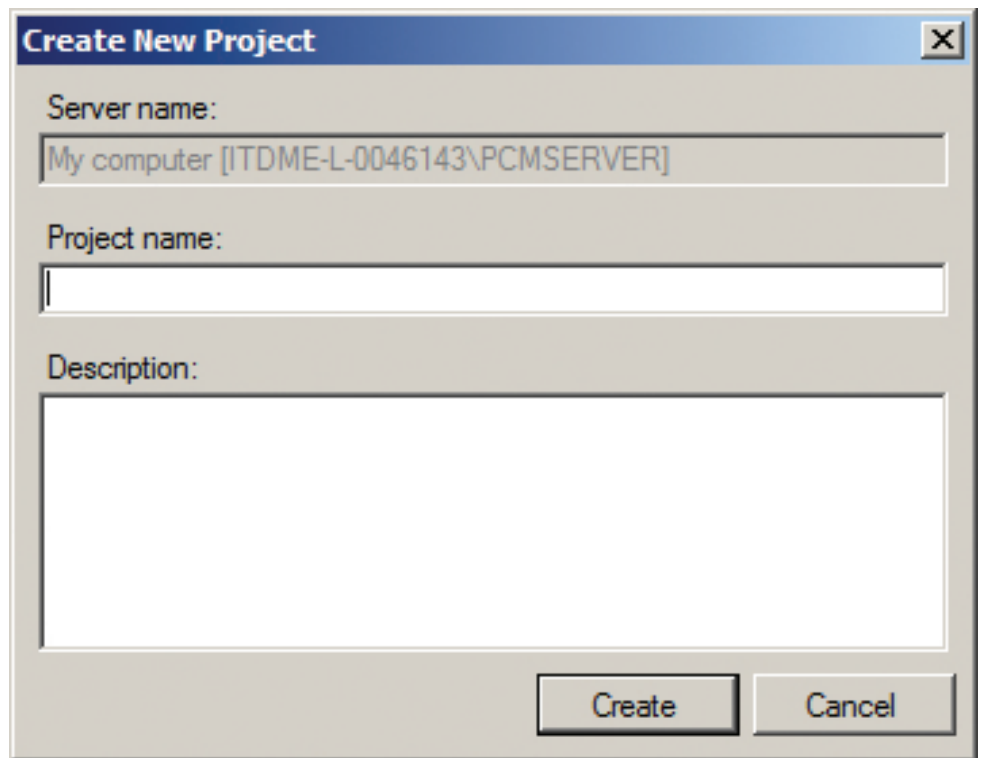 Create New Project
Server name:
My computer [ITDME-L-0046143\PCMSERVER]
Project name:
Description:
Create
Cancel